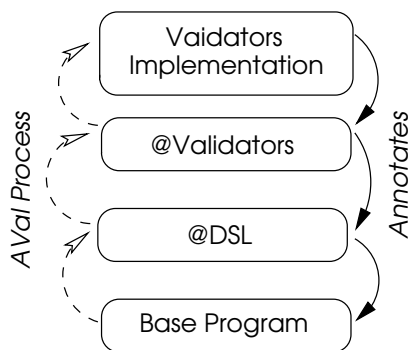 Vaidators
Implementation
@Validators
@DSL
Base Program
AVal Process
Annotates